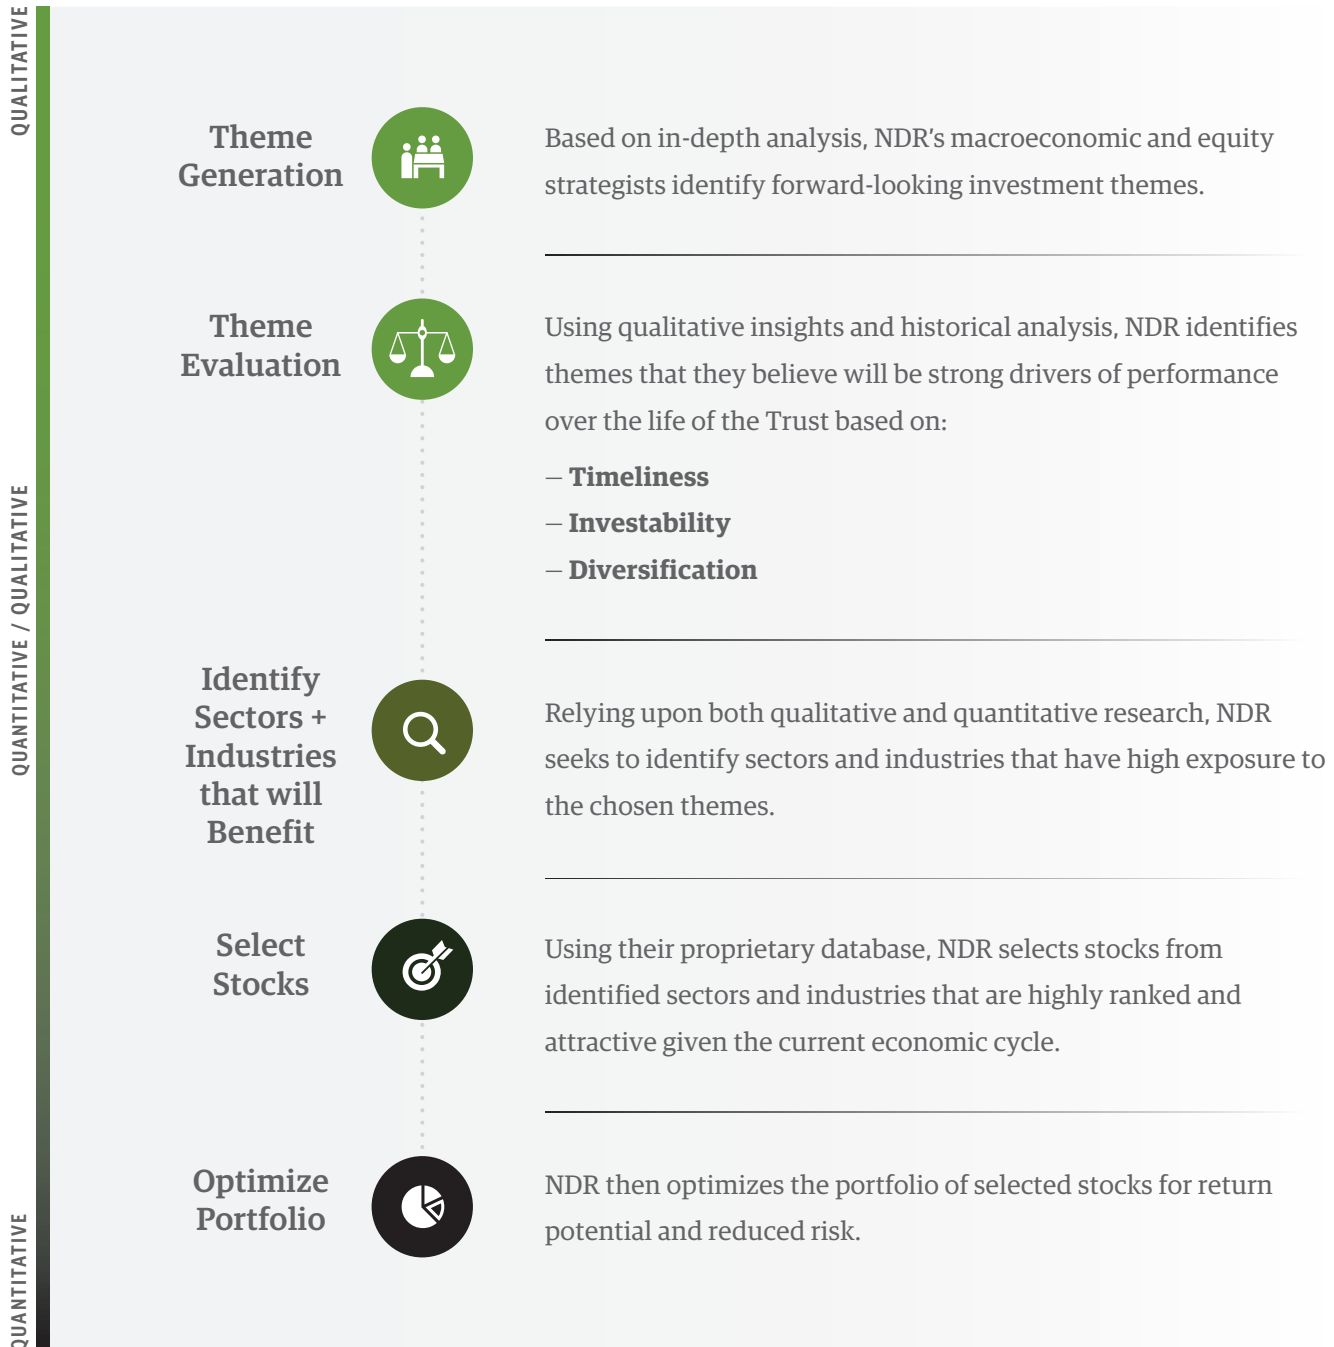 QUALITATIVE
Theme
Generation
Based on in-depth analysis, NDR’s macroeconomic and equity
strategists identify forward-looking investment themes.
Theme
Evaluation
Using qualitative insights and historical analysis, NDR identifies
themes that they believe will be strong drivers of performance
over the life of the Trust based on:
– Timeliness
– Investability
– Diversification
QUANTITATIVE / QUALITATIVE
Identify
Sectors +
Industries
that will
Benefit
Relying upon both qualitative and quantitative research, NDR
seeks to identify sectors and industries that have high exposure to
the chosen themes.
Select
Stocks
Using their proprietary database, NDR selects stocks from
identified sectors and industries that are highly ranked and
attractive given the current economic cycle.
Optimize
Portfolio
NDR then optimizes the portfolio of selected stocks for return
potential and reduced risk.
QUANTITATIVE